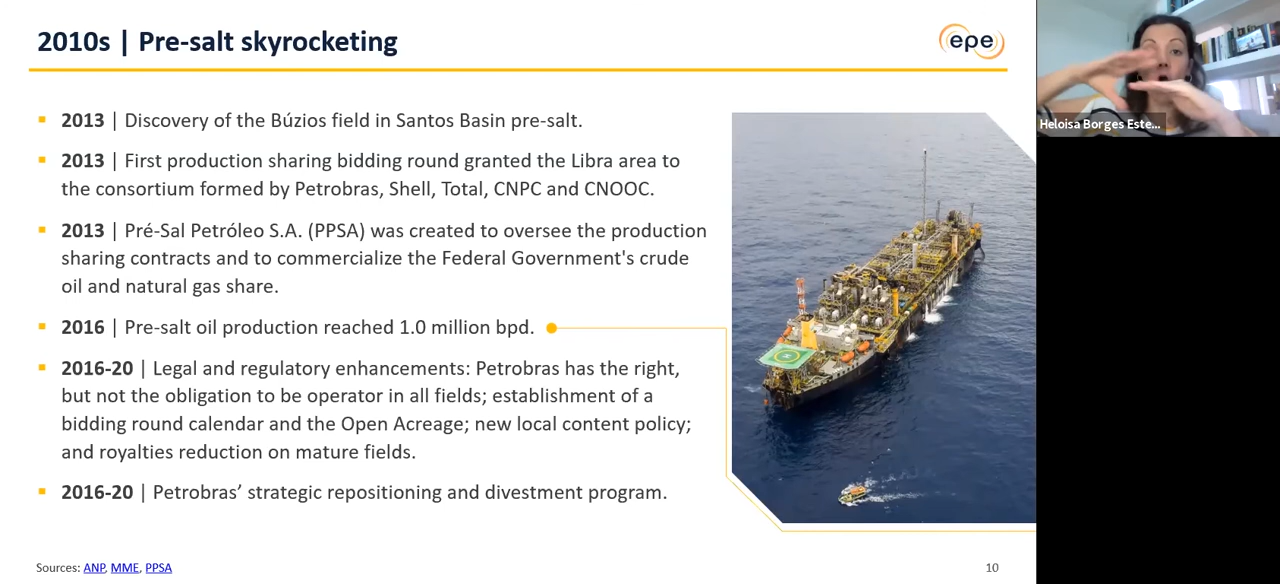 2010s | Pre-salt skyrocketing
epe
Heloisa Borges Este...
▪ 2013 | Discovery of the Búzios field in Santos Basin pre-salt.
▪ 2013 | First production sharing bidding round granted the Libra area to
the consortium formed by Petrobras, Shell, Total, CNPC and CNOOC.
▪ 2013 | Pré-Sal Petróleo S.A. (PPSA) was created to oversee the production
sharing contracts and to commercialize the Federal Government's crude
oil and natural gas share.
▪ 2016 | Pre-salt oil production reached 1.0 million bpd.
▪ 2016-20 | Legal and regulatory enhancements: Petrobras has the right,
but not the obligation to be operator in all fields; establishment of a
bidding round calendar and the Open Acreage; new local content policy;
and royalties reduction on mature fields.
▪ 2016-20 | Petrobras’ strategic repositioning and divestment program.
Sources: ANP, MME, PPSA
10